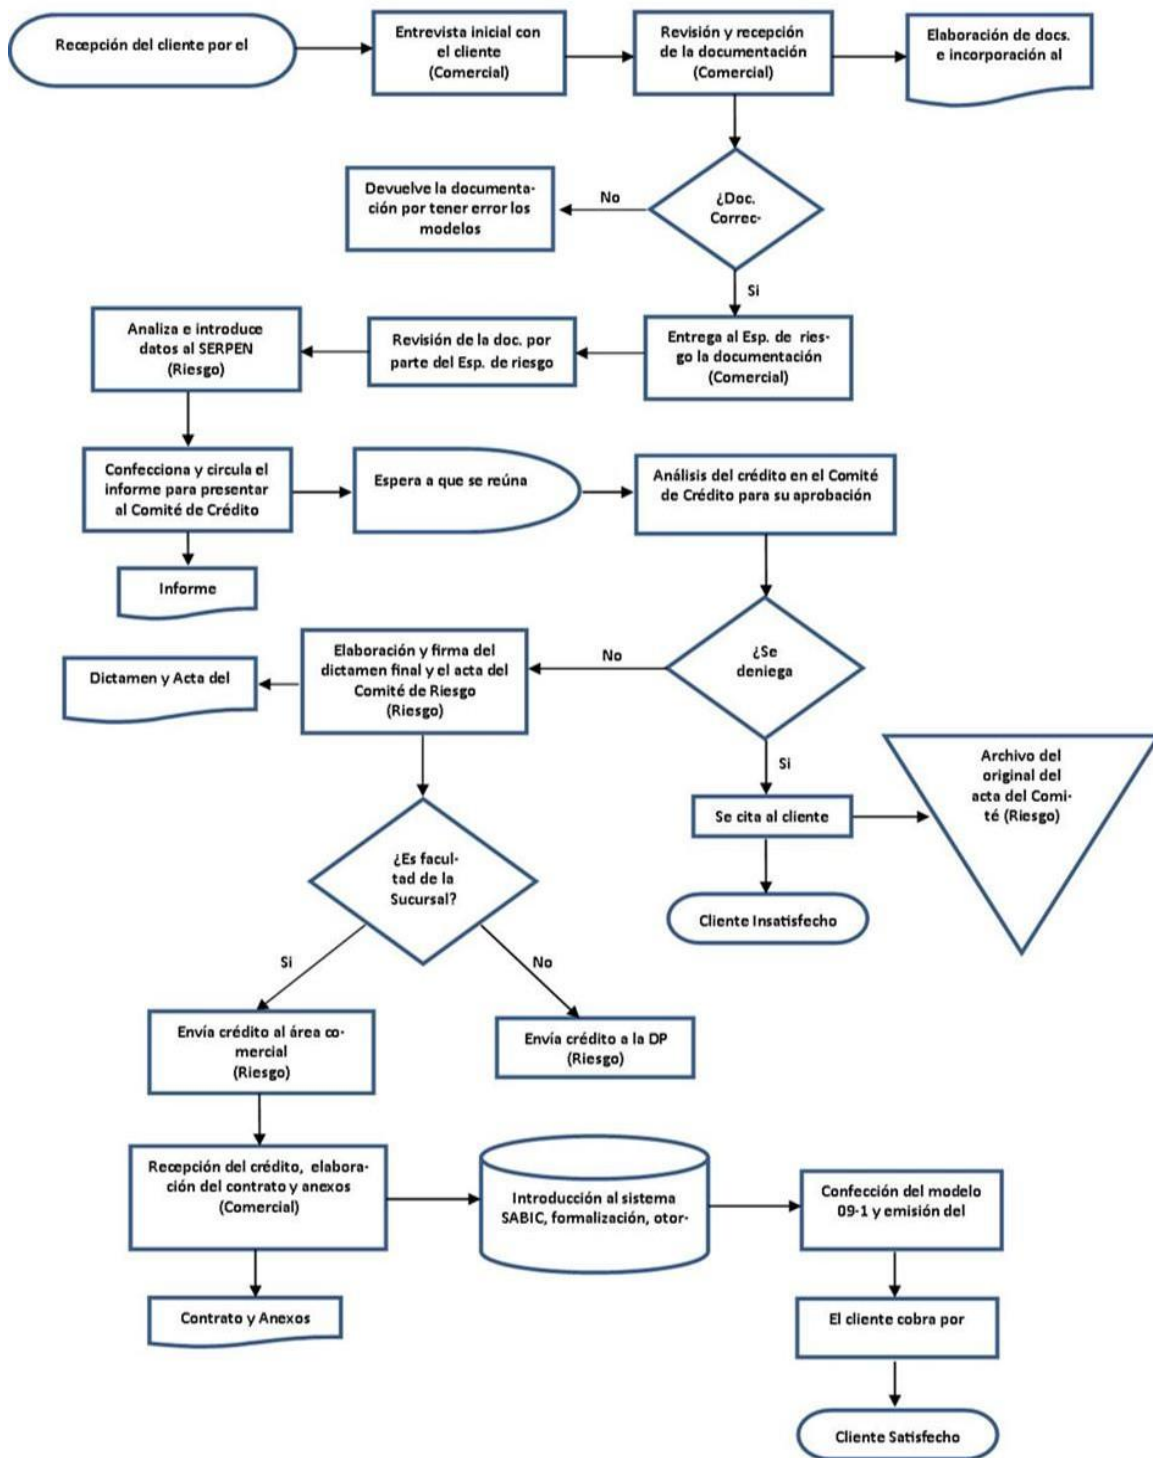 Recepción del cliente por el
Entrevista inicial con
el cliente
(Comercial)
Revisión y recepción
de la documentación
(Comercial)
Elaboración de docs.
e incorporación al
Devuelve la documenta-
ción por tener error los
modelos
No
¿Doc.
Correc-
Si
Analiza e introduce
datos al SERPEN
(Riesgo)
Revisión de la doc. por
parte del Esp. de riesgo
Entrega al Esp. de ries-
go la documentación
(Comercial)
Confecciona y circula el
informe para presentar
al Comité de Crédito
Espera a que se reúna
Análisis del crédito en el Comité
de Crédito para su aprobación
Informe
Dictamen y Acta del
Elaboración y firma del
dictamen final y el acta del
Comité de Riesgo
(Riesgo)
No
¿Se
deniega
Si
Archivo del
original del
acta del Comi-
té (Riesgo)
Se cita al cliente
¿Es facul-
tad de la
Sucursal?
Cliente Insatisfecho
Si
No
Envía crédito al área co-
mercial
(Riesgo)
Envía crédito a la DP
(Riesgo)
Recepción del crédito, elabora-
ción del contrato y anexos
(Comercial)
Introducción al sistema
SABIC, formalización, otor-
Confección del modelo
09-1 y emisión del
Contrato y Anexos
El cliente cobra por
Cliente Satisfecho